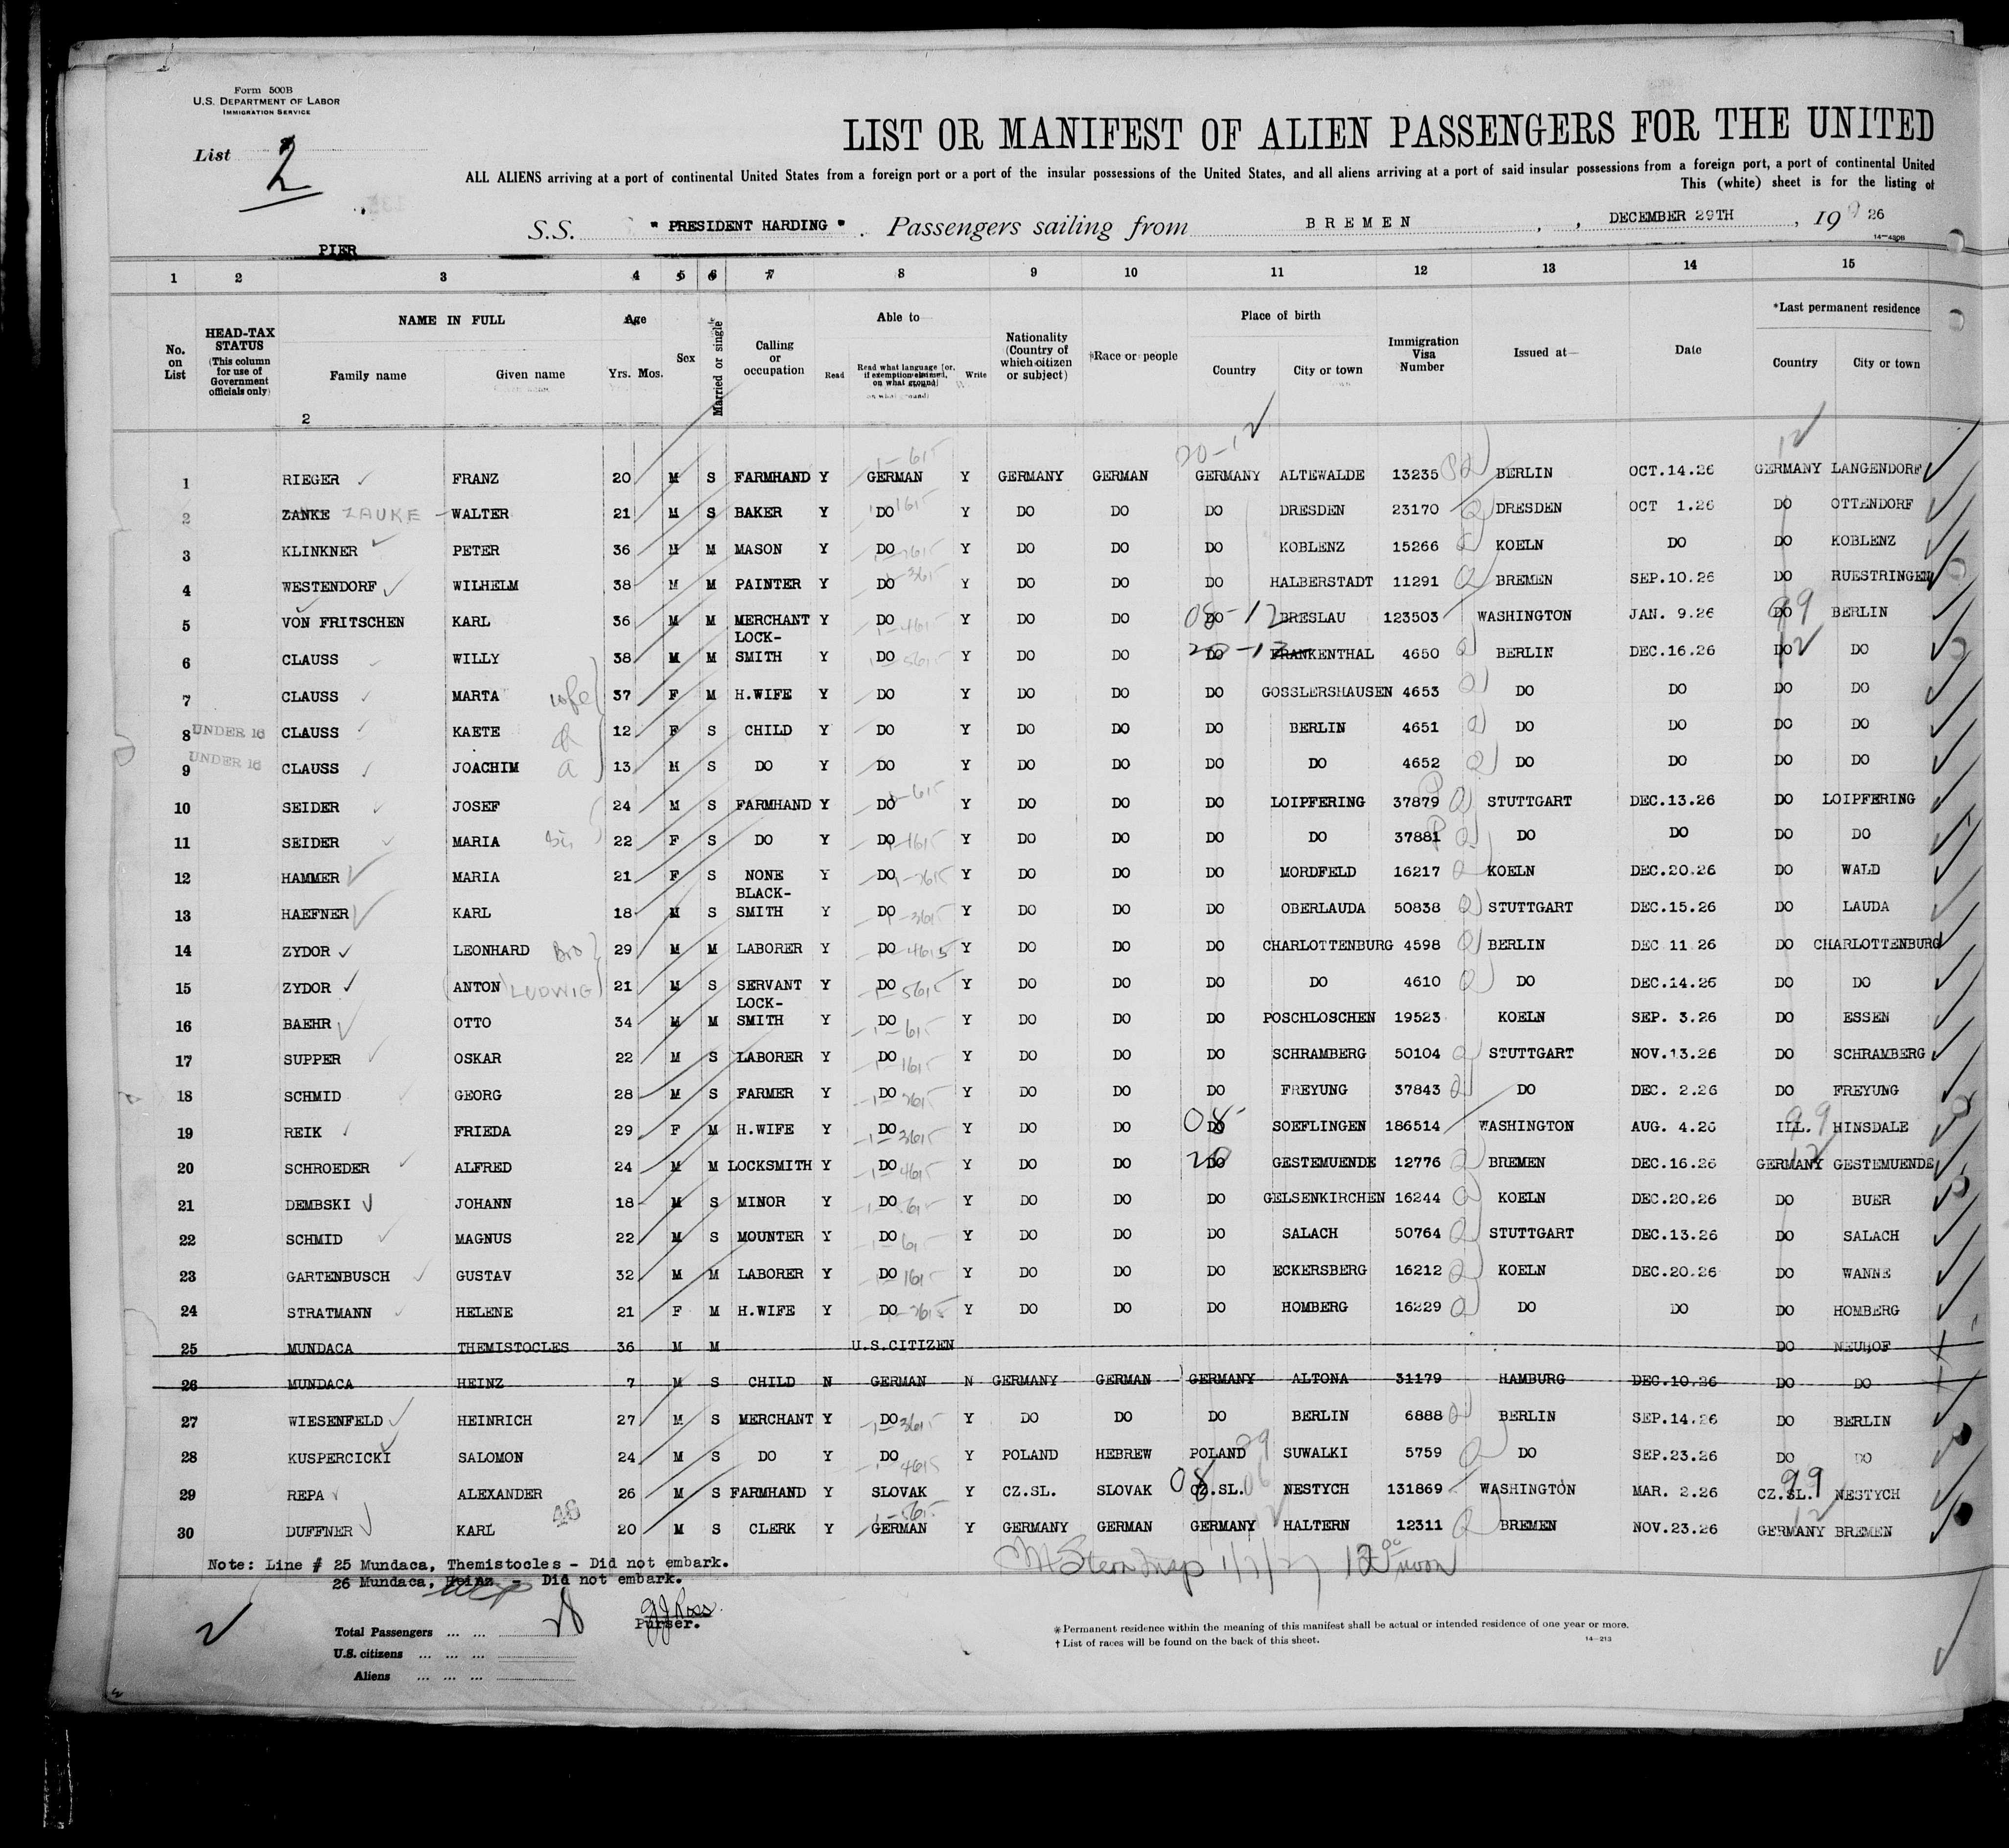 Form 500B
U.S. DEPARTMENT OF LABOR
IMMIGRATION SERVICE
List 2
LIST OR MANIFEST OF ALIEN PASSENGERS FOR THE UNITED
ALL ALIENS arriving at a port of continental United States from a foreign port or a port of the insular possessions of the United States, and all aliens arriving at a port of said insular possessions from a foreign port, a port of continental United
This (white) sheet is for the listing of
S.S. " PRESIDENT HARDING " . Passengers sailing from BREMEN , , DECEMBER 29TH , 19 26
14-430B
PIER
1 2 3 4 5 6 7 8 9 10 11 12 13 14 15
No. on List
HEAD-TAX STATUS (This column for use of Government officials only)
NAME IN FULL
Family name Given name
Age Yrs. Mos.
Sex
Married or single
Calling or occupation
Able to
Read Read what language [or, if exemption claimed, on what ground] Write
Nationality (Country of which citizen or subject)
*Race or people
Place of birth
Country City or town
Immigration Visa Number
Issued at—
Date
*Last permanent residence
Country City or town
2
1 RIEGER FRANZ 20 M S FARMHAND Y GERMAN Y GERMANY GERMAN GERMANY ALTEWALDE 13235 BERLIN OCT.14.26 GERMANY LANGENDORF
2 ZANKE ZAUKE WALTER 21 M S BAKER Y DO Y DO DO DO DRESDEN 23170 DRESDEN OCT 1.26 DO OTTENDORF
3 KLINKNER PETER 36 M M MASON Y DO Y DO DO DO KOBLENZ 15266 KOELN DO DO KOBLENZ
4 WESTENDORF WILHELM 38 M M PAINTER Y DO Y DO DO DO HALBERSTADT 11291 BREMEN SEP.10.26 DO RUESTRINGEN
5 VON FRITSCHEN KARL 36 M M MERCHANT Y DO Y DO DO DO BRESLAU 123503 WASHINGTON JAN. 9.26 DO BERLIN
6 CLAUSS WILLY 38 M M LOCK-SMITH Y DO Y DO DO DO FRANKENTHAL 4650 BERLIN DEC.16.26 DO DO
7 CLAUSS MARTA wife 37 F M H.WIFE Y DO Y DO DO DO GOSSLERSHAUSEN 4653 DO DO DO DO
8 UNDER 16 CLAUSS KAETE 12 F S CHILD Y DO Y DO DO DO BERLIN 4651 DO DO DO DO
9 UNDER 16 CLAUSS JOACHIM 13 M S DO Y DO Y DO DO DO DO 4652 DO DO DO DO
10 SEIDER JOSEF 24 M S FARMHAND Y DO Y DO DO DO LOIPFERING 37879 STUTTGART DEC.13.26 DO LOIPFERING
11 SEIDER MARIA Sis 22 F S DO Y DO Y DO DO DO DO 37881 DO DO DO DO
12 HAMMER MARIA 21 F S NONE Y DO Y DO DO DO MORDFELD 16217 KOELN DEC.20.26 DO WALD
13 HAEFNER KARL 18 M S BLACK-SMITH Y DO Y DO DO DO OBERLAUDA 50838 STUTTGART DEC.15.26 DO LAUDA
14 ZYDOR LEONHARD Bro 29 M M LABORER Y DO Y DO DO DO CHARLOTTENBURG 4598 BERLIN DEC 11 26 DO CHARLOTTENBURG
15 ZYDOR (ANTON) LUDWIG 21 M S SERVANT Y DO Y DO DO DO DO 4610 DO DEC.14.26 DO DO
16 BAEHR OTTO 34 M M LOCK-SMITH Y DO Y DO DO DO POSCHLOSCHEN 19523 KOELN SEP. 3.26 DO ESSEN
17 SUPPER OSKAR 22 M S LABORER Y DO Y DO DO DO SCHRAMBERG 50104 STUTTGART NOV.13.26 DO SCHRAMBERG
18 SCHMID GEORG 28 M S FARMER Y DO Y DO DO DO FREYUNG 37843 DO DEC. 2.26 DO FREYUNG
19 REIK FRIEDA 29 F M H.WIFE Y DO Y DO DO DO SOEFLINGEN 186514 WASHINGTON AUG. 4.26 ILL. HINSDALE
20 SCHROEDER ALFRED 24 M M LOCKSMITH Y DO Y DO DO DO GESTEMUENDE 12776 BREMEN DEC.16.26 GERMANY GESTEMUENDE
21 DEMBSKI JOHANN 18 M S MINOR Y DO Y DO DO DO GELSENKIRCHEN 16244 KOELN DEC.20.26 DO BUER
22 SCHMID MAGNUS 22 M S MOUNTER Y DO Y DO DO DO SALACH 50764 STUTTGART DEC.13.26 DO SALACH
23 GARTENBUSCH GUSTAV 32 M M LABORER Y DO Y DO DO DO ECKERSBERG 16212 KOELN DEC.20.26 DO WANNE
24 STRATMANN HELENE 21 F M H.WIFE Y DO Y DO DO DO HOMBERG 16229 DO DO DO HOMBERG
25 MUNDACA THEMISTOCLES 36 M M U.S.CITIZEN DO NEUHOF
26 MUNDACA HEINZ 7 M S CHILD N GERMAN N GERMANY GERMAN GERMANY ALTONA 31179 HAMBURG DEC.10.26 DO DO
27 WIESENFELD HEINRICH 27 M S MERCHANT Y DO Y DO DO DO BERLIN 6888 BERLIN SEP.14.26 DO BERLIN
28 KUSPERCICKI SALOMON 24 M S DO Y DO Y POLAND HEBREW POLAND SUWALKI 5759 DO SEP.23.26 DO DO
29 REPA ALEXANDER 26 M S FARMHAND Y SLOVAK Y CZ.SL. SLOVAK CZ.SL. NESTYCH 131869 WASHINGTON MAR. 2.26 CZ.SL. NESTYCH
30 DUFFNER KARL 20 M S CLERK Y GERMAN Y GERMANY GERMAN GERMANY HALTERN 12311 BREMEN NOV.23.26 GERMANY BREMEN
Note: Line # 25 Mundaca, Themistocles - Did not embark.
26 Mundaca, Heinz - Did not embark.
Stern Insp 1/7/27 12 00 noon
Total Passengers ... ... 28
U.S. citizens ... ... ...
Aliens ... ... ...
GJ Ross
Purser.
* Permanent residence within the meaning of this manifest shall be actual or intended residence of one year or more.
† List of races will be found on the back of this sheet.
14-213